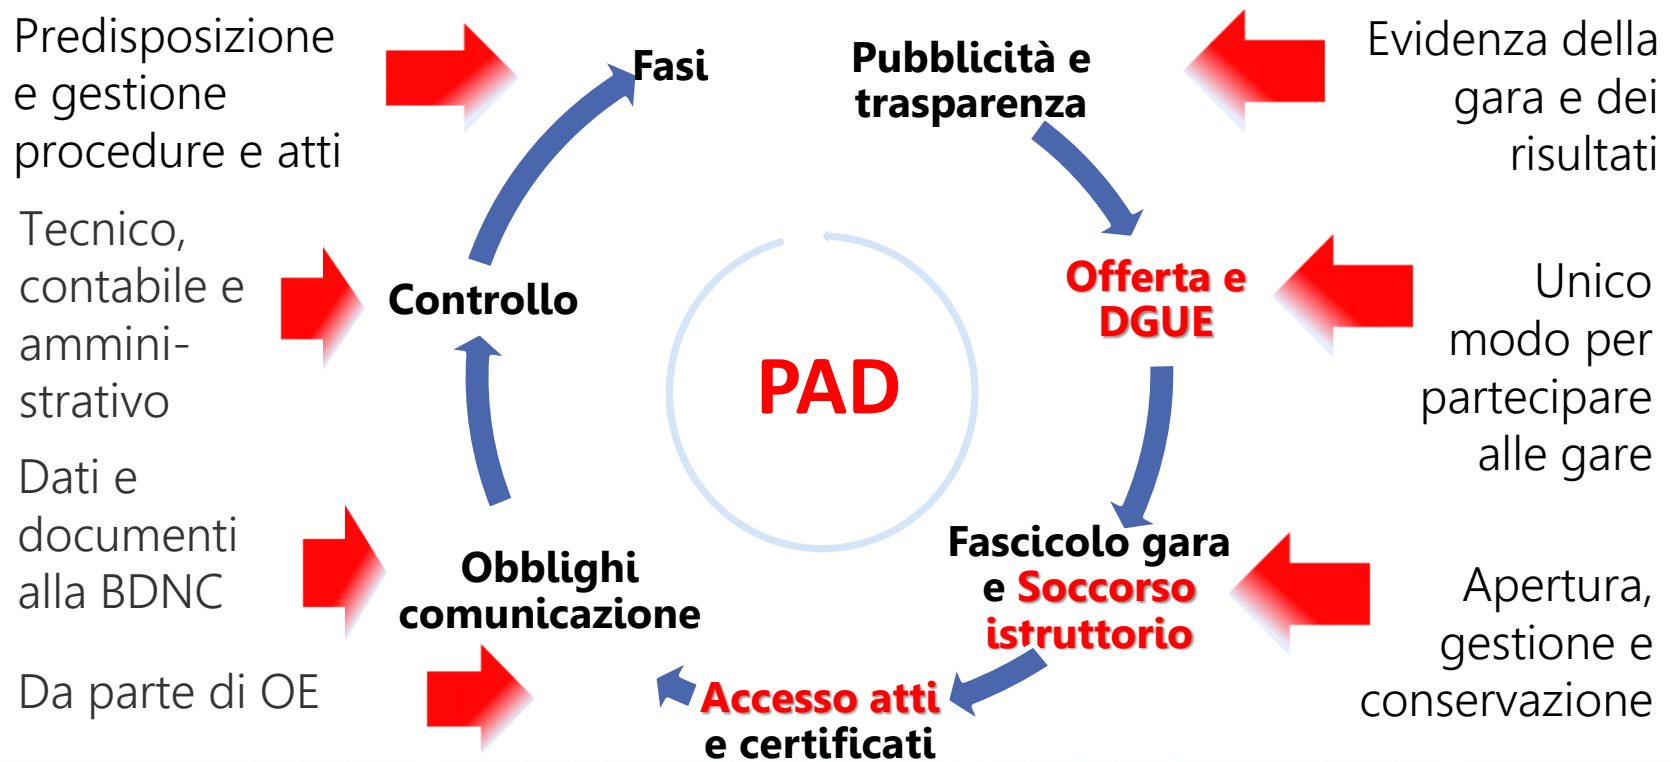 Predisposizione
e gestione
procedure e atti
Fasi
Pubblicità e
trasparenza
Evidenza della
gara e dei
risultati
Tecnico,
contabile e
ammini-
strativo
Controllo
PAD
Offerta e
DGUE
Unico
modo per
partecipare
alle gare
Dati e
documenti
alla BDNC
Obblighi
comunicazione
Fascicolo gara
e Soccorso
istruttorio
Apertura,
gestione e
conservazione
Da parte di OE
Accesso atti
e certificati